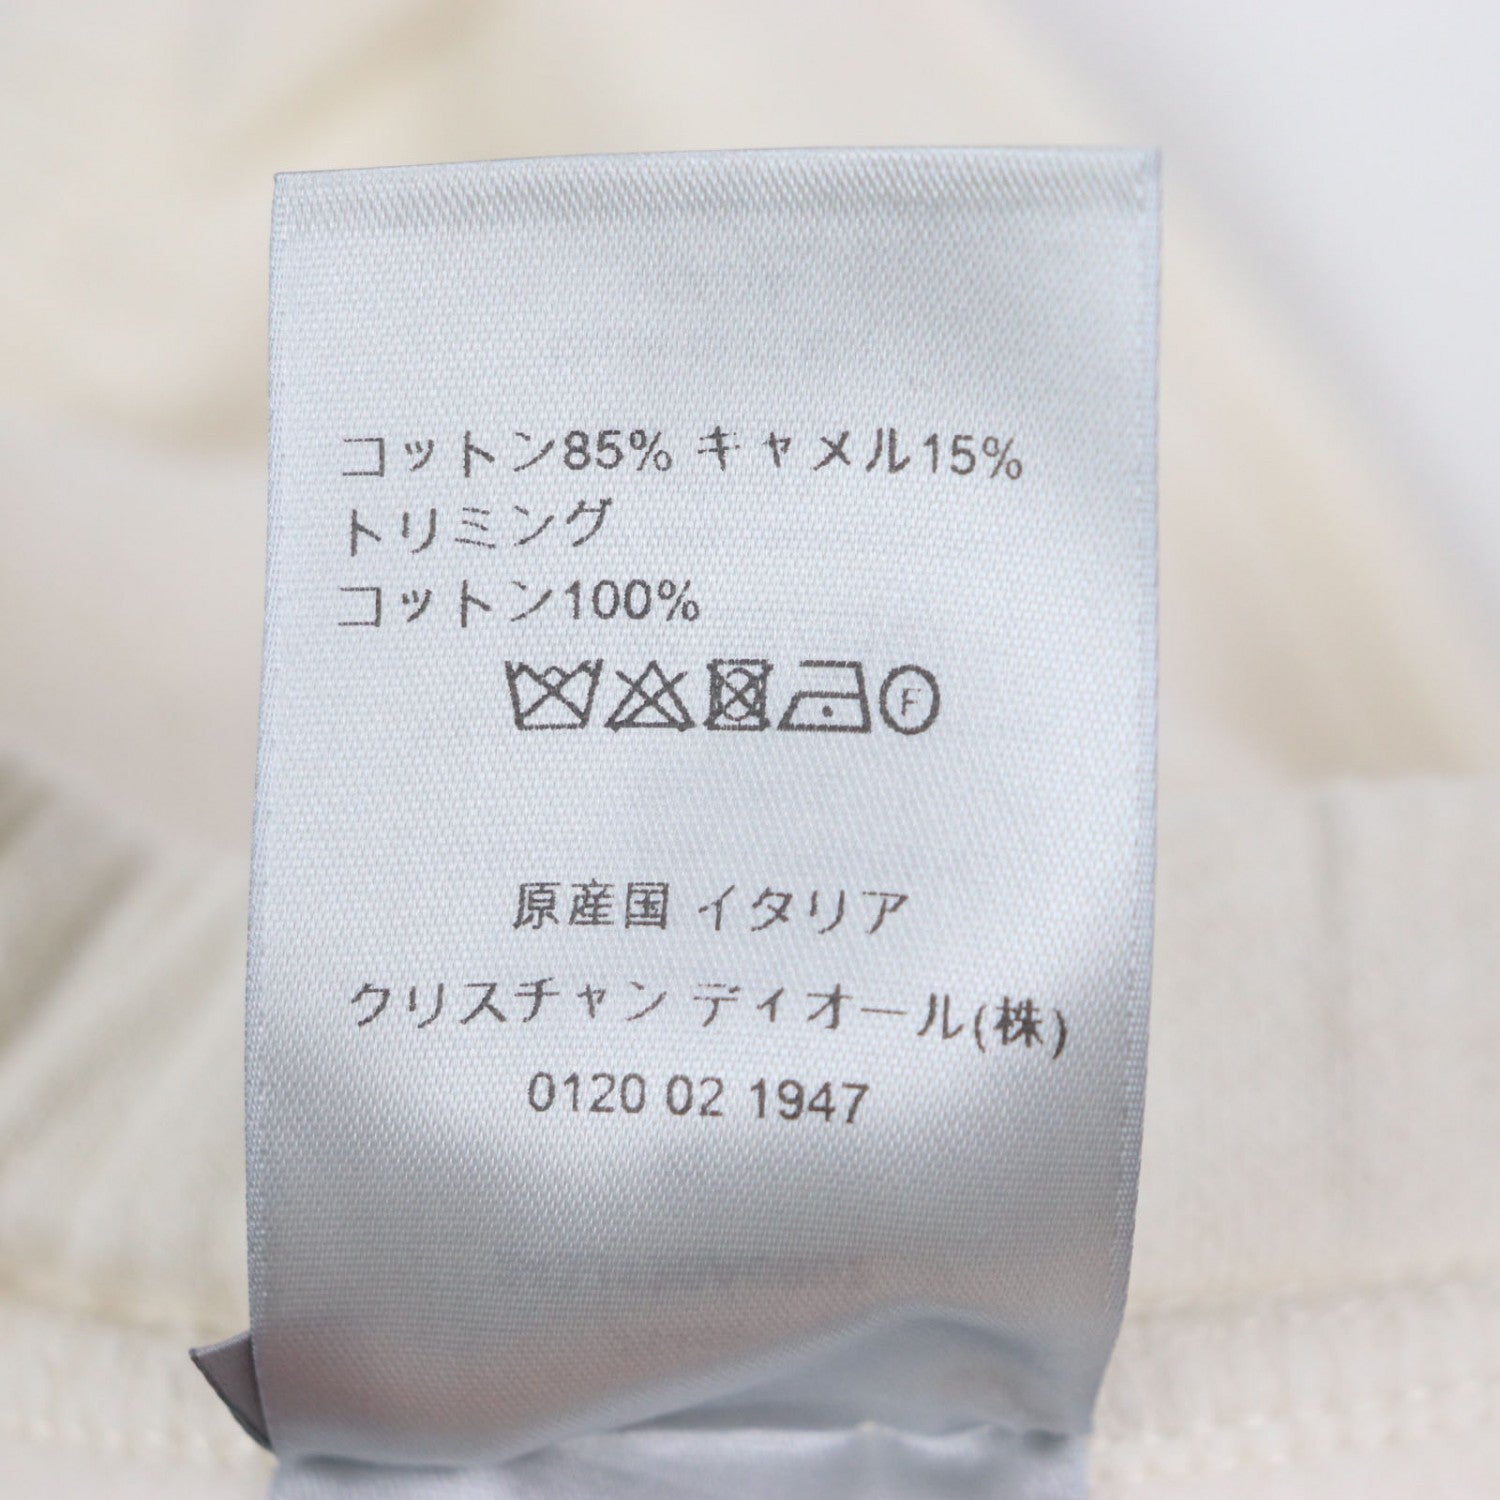 コットン85% キャメル15%
トリミング
コットン100%
F
原産国 イタリア
クリスチャン ディオール(株)
0120 02 1947